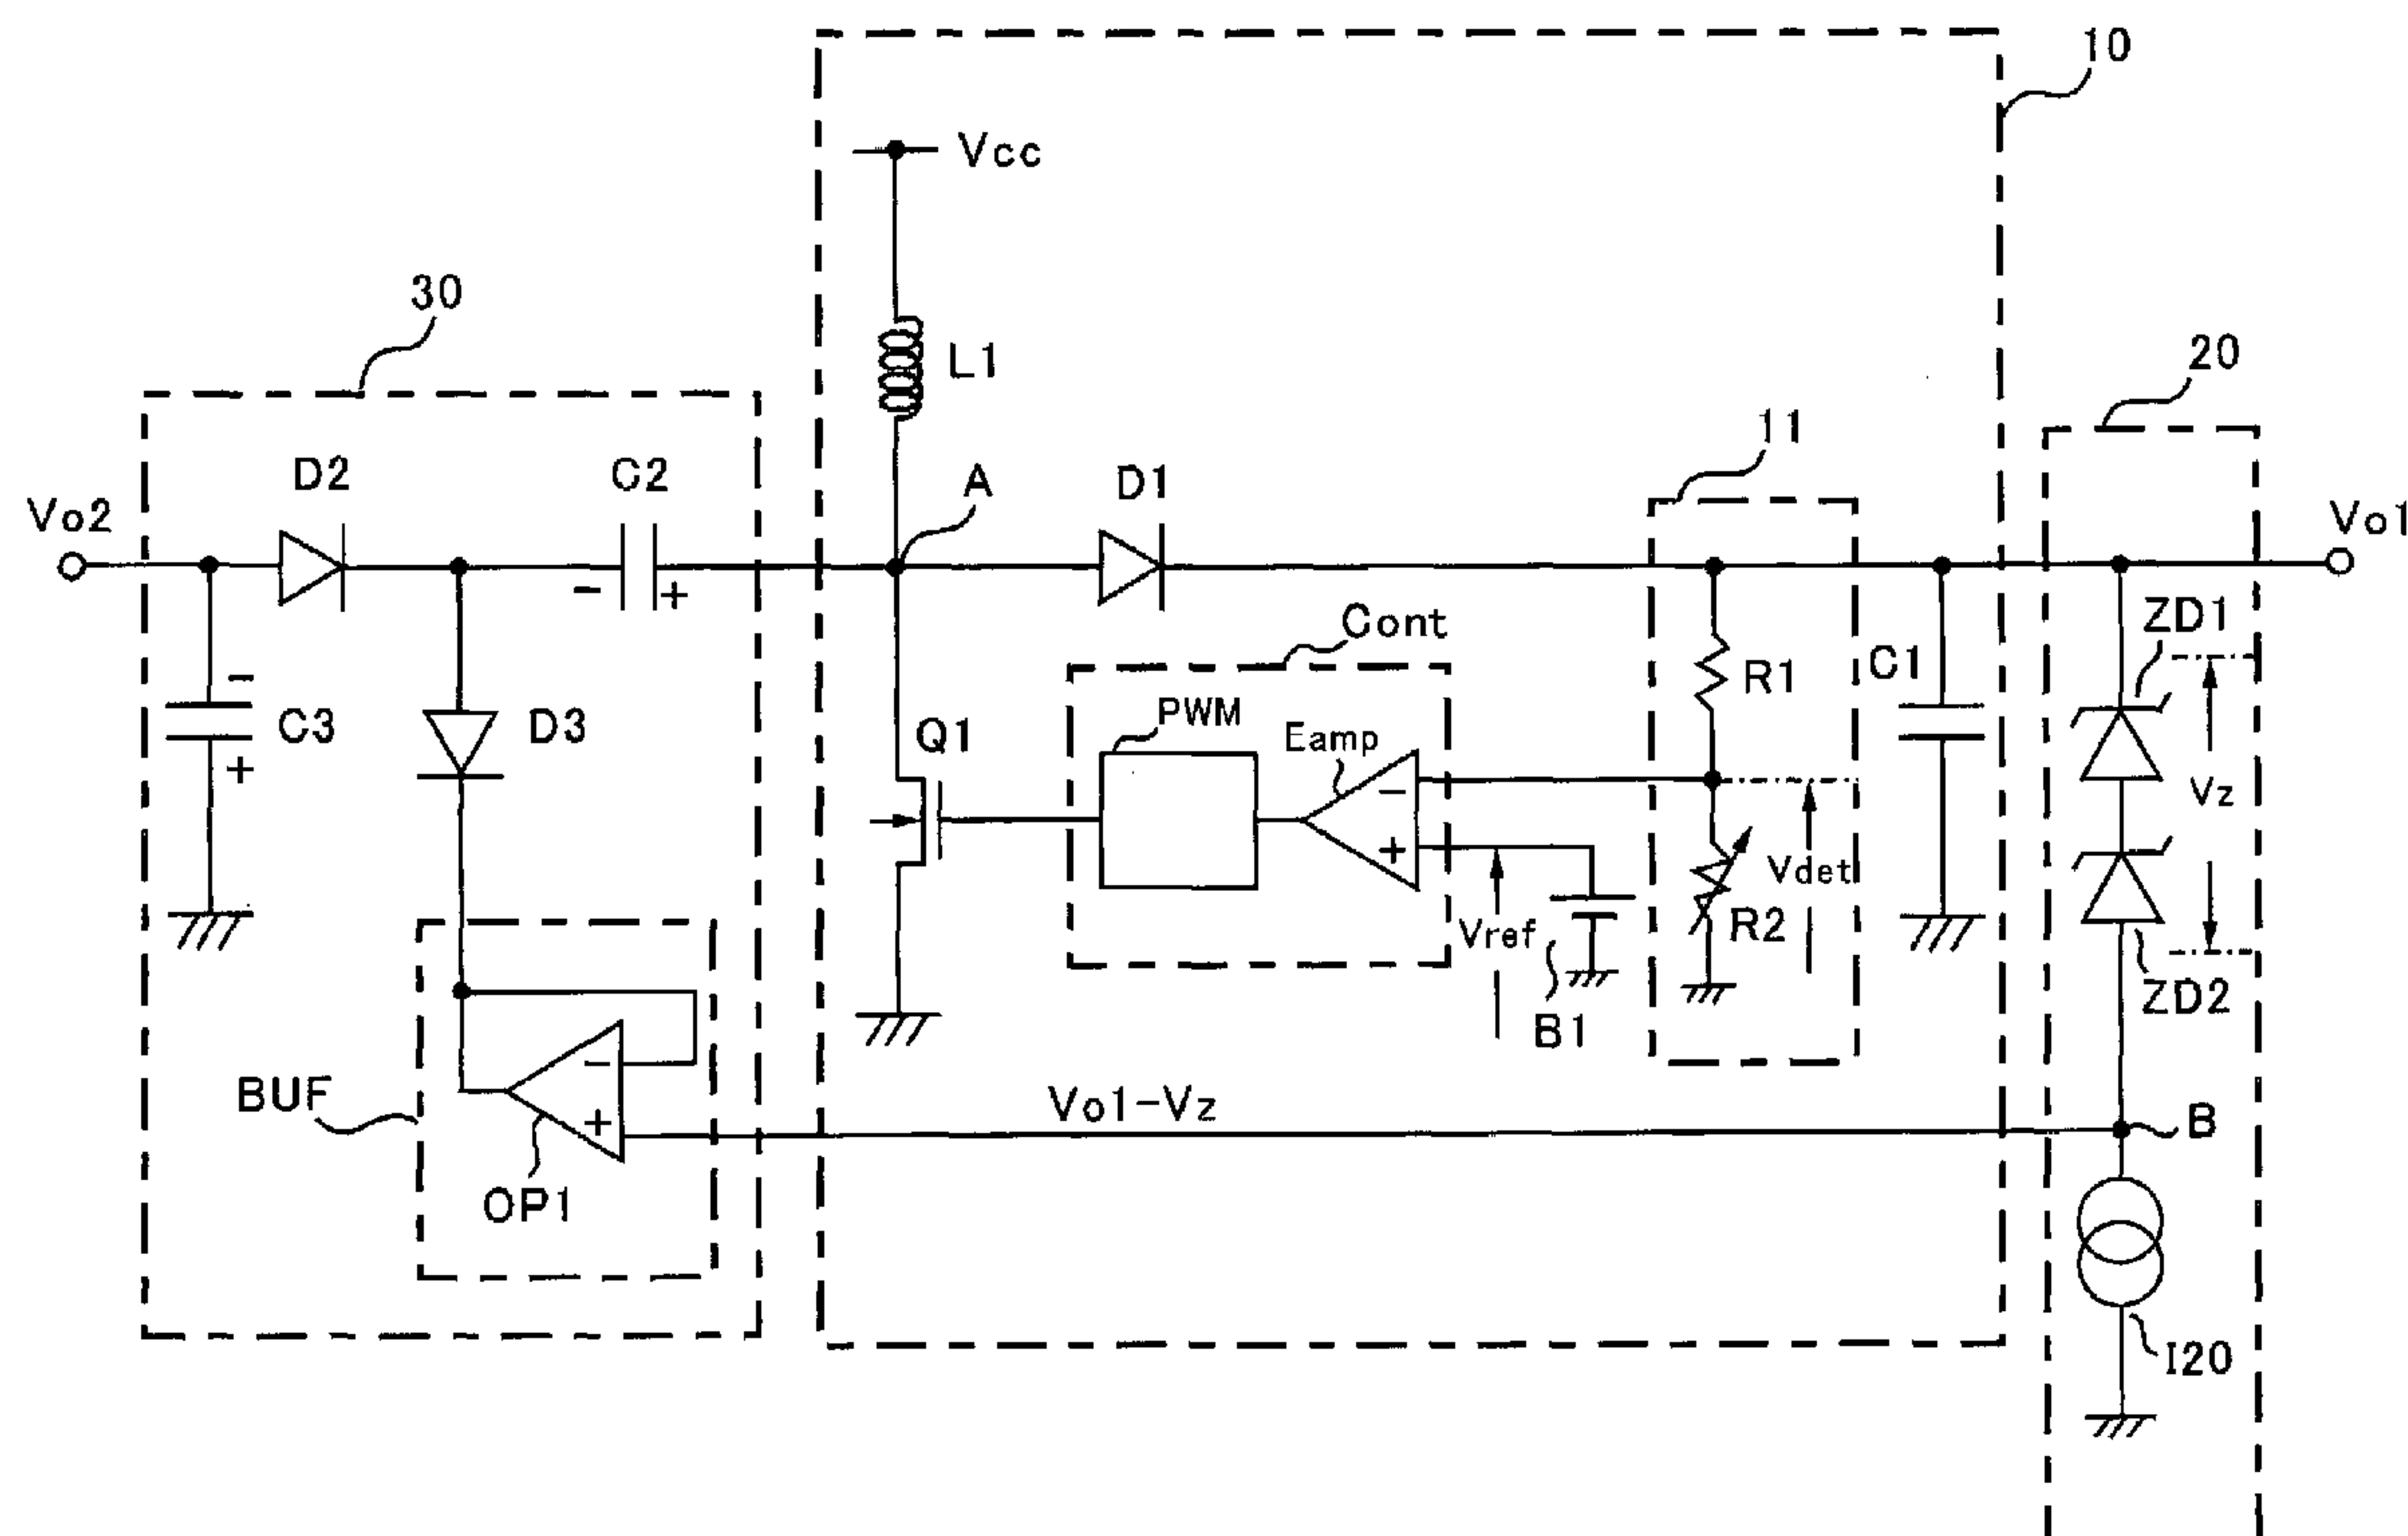 10
Vcc
30
L1
20
11
D2
C2
A
D1
Vo2
Vo1
-
+
Cont
ZD1
-
C3
+
D3
Q1
PWM
Eamp
-
+
R1
C1
Vz
Vdet
Vref
R2
B1
ZD2
BUF
-
+
OP1
Vo1-Vz
B
I20